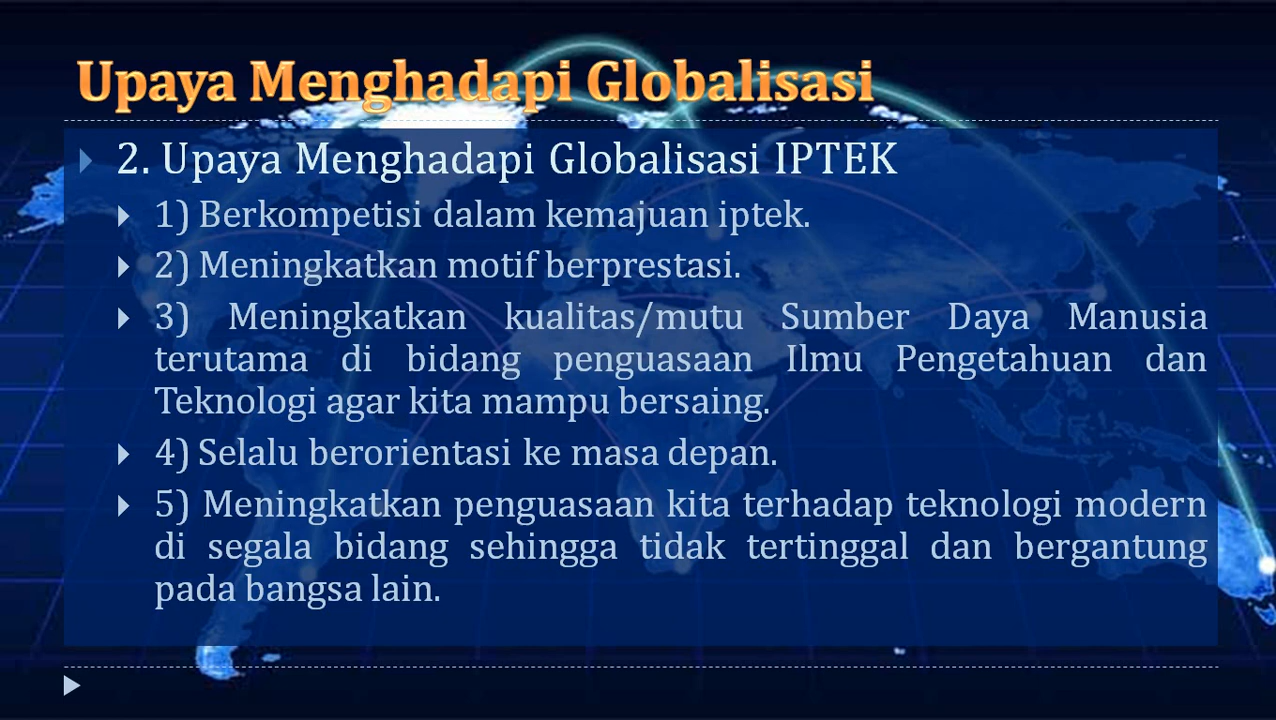 Upaya Menghadapi Globalisasi
2. Upaya Menghadapi Globalisasi IPTEK
1) Berkompetisi dalam kemajuan iptek.
2) Meningkatkan motif berprestasi.
3) Meningkatkan kualitas/mutu Sumber Daya Manusia
terutama di bidang penguasaan Ilmu Pengetahuan dan
Teknologi agar kita mampu bersaing.
4) Selalu berorientasi ke masa depan.
5) Meningkatkan penguasaan kita terhadap teknologi modern
di segala bidang sehingga tidak tertinggal dan bergantung
pada bangsa lain.